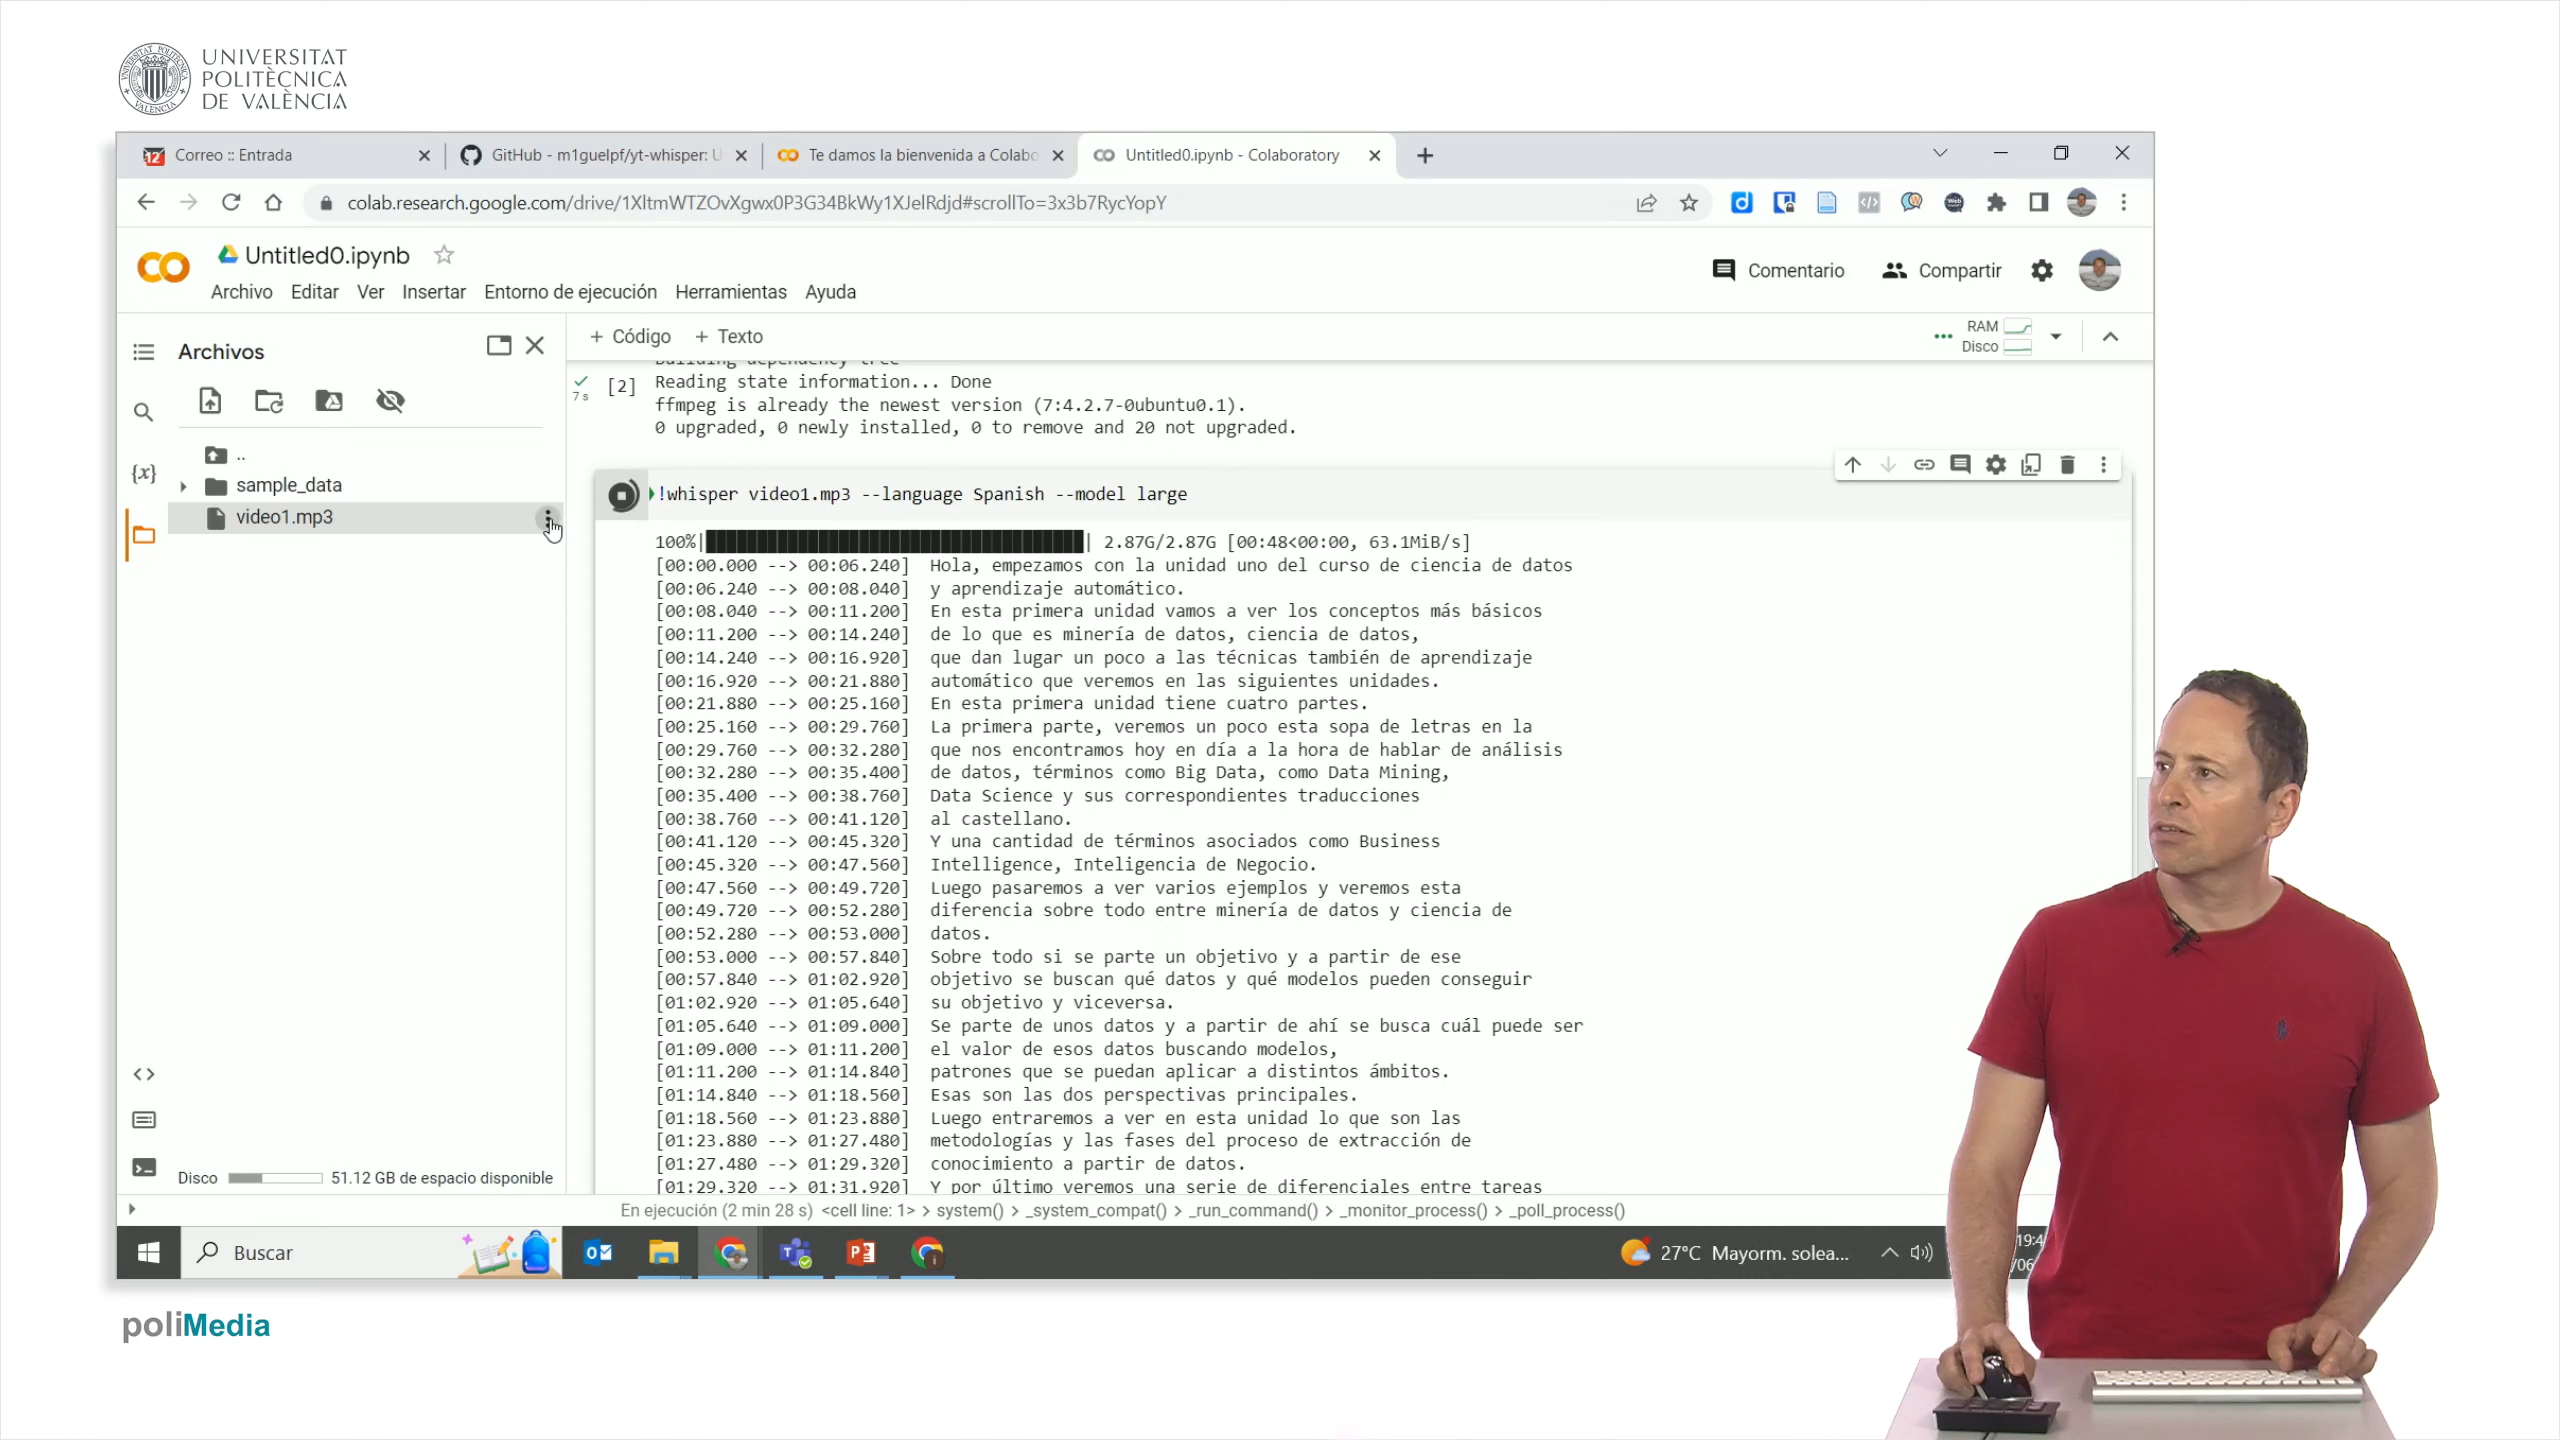 UNIVERSITAT
POLITÈCNICA
DE VALÈNCIA
Correo :: Entrada
GitHub - m1guelpf/yt-whisper: U
Te damos la bienvenida a Colabo
Untitled0.ipynb - Colaboratory
colab.research.google.com/drive/1XltmWTZOvXgwx0P3G34BkWy1XJelRdjd#scrollTo=3x3b7RycYopY
Untitled0.ipynb
Archivo Editar Ver Insertar Entorno de ejecución Herramientas Ayuda
Comentario Compartir
Archivos
+ Código + Texto
RAM
Disco
..
sample_data
video1.mp3
Building dependency tree
7 s [2] Reading state information... Done
ffmpeg is already the newest version (7:4.2.7-0ubuntu0.1).
0 upgraded, 0 newly installed, 0 to remove and 20 not upgraded.
!whisper video1.mp3 --language Spanish --model large
100%| | 2.87G/2.87G [00:48<00:00, 63.1MiB/s]
[00:00.000 --> 00:06.240] Hola, empezamos con la unidad uno del curso de ciencia de datos
[00:06.240 --> 00:08.040] y aprendizaje automático.
[00:08.040 --> 00:11.200] En esta primera unidad vamos a ver los conceptos más básicos
[00:11.200 --> 00:14.240] de lo que es minería de datos, ciencia de datos,
[00:14.240 --> 00:16.920] que dan lugar un poco a las técnicas también de aprendizaje
[00:16.920 --> 00:21.880] automático que veremos en las siguientes unidades.
[00:21.880 --> 00:25.160] En esta primera unidad tiene cuatro partes.
[00:25.160 --> 00:29.760] La primera parte, veremos un poco esta sopa de letras en la
[00:29.760 --> 00:32.280] que nos encontramos hoy en día a la hora de hablar de análisis
[00:32.280 --> 00:35.400] de datos, términos como Big Data, como Data Mining,
[00:35.400 --> 00:38.760] Data Science y sus correspondientes traducciones
[00:38.760 --> 00:41.120] al castellano.
[00:41.120 --> 00:45.320] Y una cantidad de términos asociados como Business
[00:45.320 --> 00:47.560] Intelligence, Inteligencia de Negocio.
[00:47.560 --> 00:49.720] Luego pasaremos a ver varios ejemplos y veremos esta
[00:49.720 --> 00:52.280] diferencia sobre todo entre minería de datos y ciencia de
[00:52.280 --> 00:53.000] datos.
[00:53.000 --> 00:57.840] Sobre todo si se parte un objetivo y a partir de ese
[00:57.840 --> 01:02.920] objetivo se buscan qué datos y qué modelos pueden conseguir
[01:02.920 --> 01:05.640] su objetivo y viceversa.
[01:05.640 --> 01:09.000] Se parte de unos datos y a partir de ahí se busca cuál puede ser
[01:09.000 --> 01:11.200] el valor de esos datos buscando modelos,
[01:11.200 --> 01:14.840] patrones que se puedan aplicar a distintos ámbitos.
[01:14.840 --> 01:18.560] Esas son las dos perspectivas principales.
[01:18.560 --> 01:23.880] Luego entraremos a ver en esta unidad lo que son las
[01:23.880 --> 01:27.480] metodologías y las fases del proceso de extracción de
[01:27.480 --> 01:29.320] conocimiento a partir de datos.
[01:29.320 --> 01:31.920] Y por último veremos una serie de diferenciales entre tareas
Disco 51.12 GB de espacio disponible
En ejecución (2 min 28 s) <cell line: 1> > system() > _system_compat() > _run_command() > _monitor_process() > _poll_process()
Buscar
27°C Mayorm. solea...
19:4
/06
poliMedia